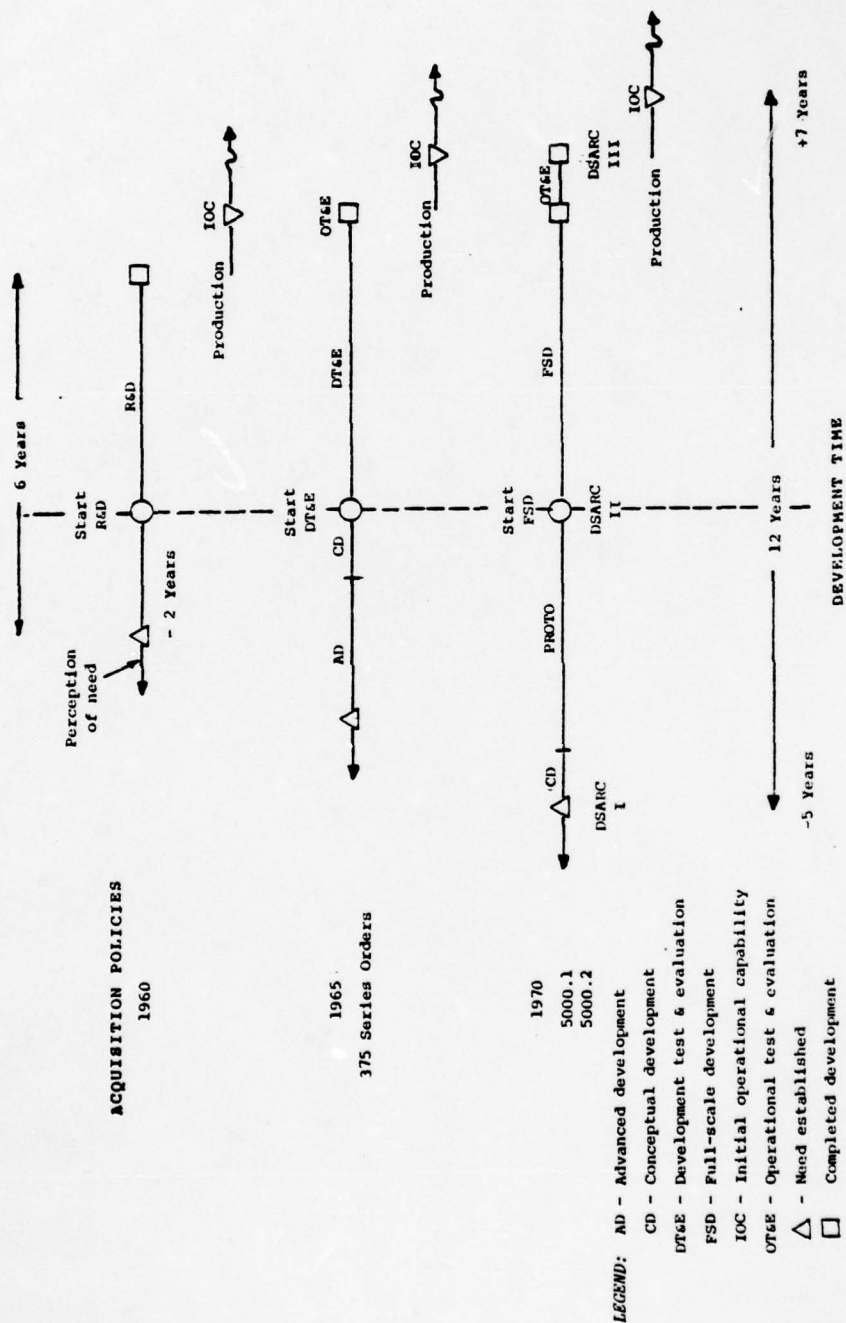 6 Years
ACQUISITION POLICIES
1960
Perception
of need
- 2 Years
Start
R&D
R&D
Production
IOC
1965
375 Series Orders
AD
CD
Start
DT&E
DT&E
OT&E
Production
IOC
1970
5000.1
5000.2
CD
DSARC
I
PROTO
Start
FSD
DSARC
II
FSD
OT&E
DSARC
III
Production
IOC
-5 Years
12 Years
+7 Years
DEVELOPMENT TIME
LEGEND: AD - Advanced development
CD - Conceptual development
DT&E - Development test & evaluation
FSD - Full-scale development
IOC - Initial operational capability
OT&E - Operational test & evaluation
△ - Need established
□ Completed development